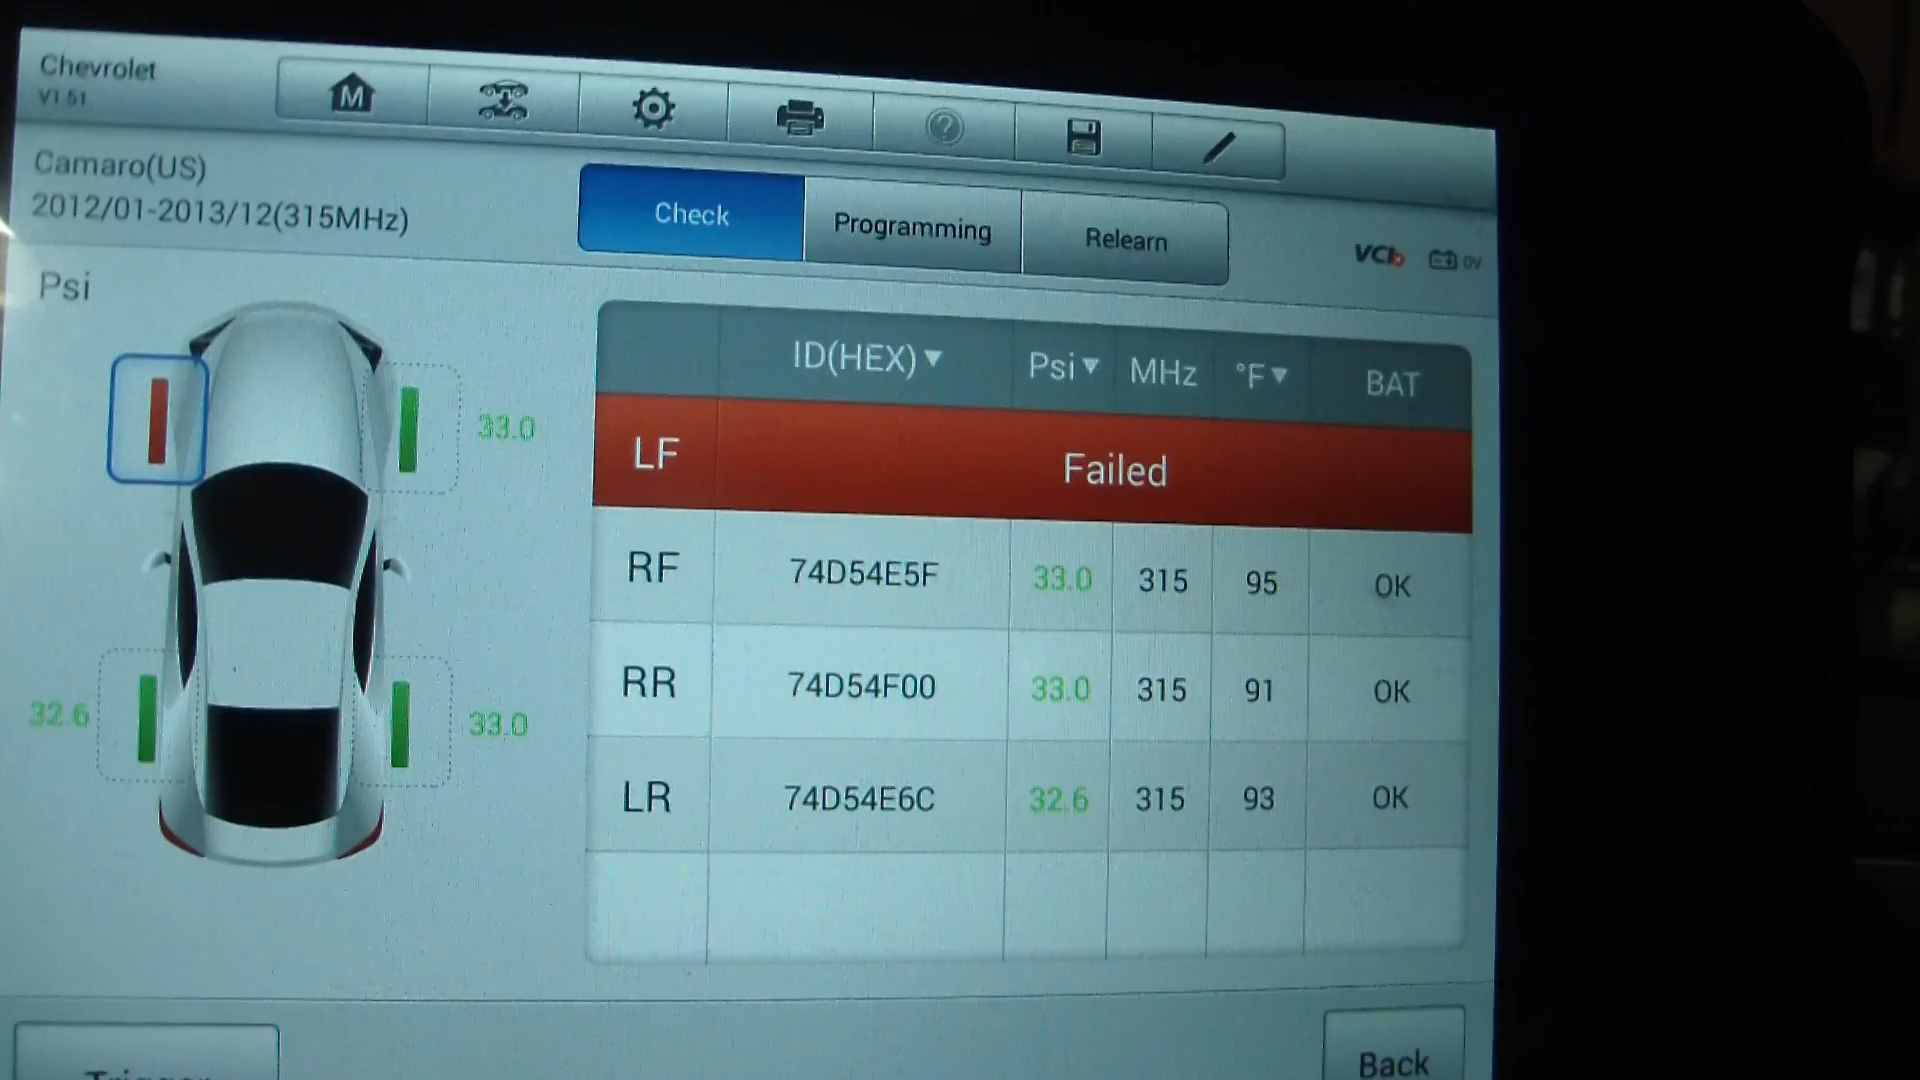 Chevrolet
V1.51
M
?
Camaro(US)
2012/01-2013/12(315MHz)
Check
Programming
Relearn
VCI
0V
Psi
33.0
32.6
33.0
ID(HEX)▼ Psi▼ MHz °F▼ BAT
LF Failed
RF 74D54E5F 33.0 315 95 OK
RR 74D54F00 33.0 315 91 OK
LR 74D54E6C 32.6 315 93 OK
Trigger
Back